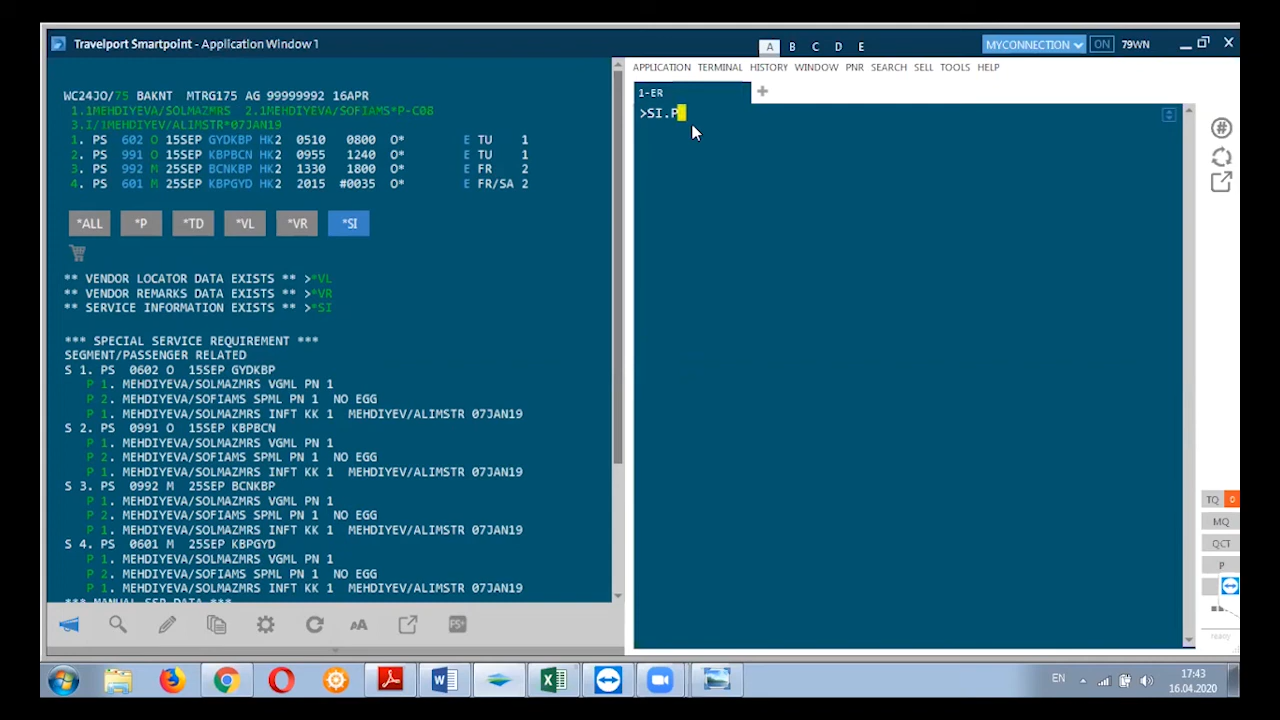 Travelport Smartpoint - Application Window 1
A B C D E
MYCONNECTION ON 79WN
APPLICATION TERMINAL HISTORY WINDOW PNR SEARCH SELL TOOLS HELP
WC24JO/75 BAKNT MTRG175 AG 99999992 16APR
1.1MEHDIYEVA/SOLMAZMRS 2.1MEHDIYEVA/SOFIAMS*P-C08
3.I/1MEHDIYEV/ALIMSTR*07JAN19
1. PS 602 O 15SEP GYDKBP HK2 0510 0800 O* E TU 1
2. PS 991 O 15SEP KBPBCN HK2 0955 1240 O* E TU 1
3. PS 992 M 25SEP BCNKBP HK2 1330 1800 O* E FR 2
4. PS 601 M 25SEP KBPGYD HK2 2015 #0035 O* E FR/SA 2
*ALL *P *TD *VL *VR *SI
** VENDOR LOCATOR DATA EXISTS ** >*VL
** VENDOR REMARKS DATA EXISTS ** >*VR
** SERVICE INFORMATION EXISTS ** >*SI
*** SPECIAL SERVICE REQUIREMENT ***
SEGMENT/PASSENGER RELATED
S 1. PS 0602 O 15SEP GYDKBP
P 1. MEHDIYEVA/SOLMAZMRS VGML PN 1
P 2. MEHDIYEVA/SOFIAMS SPML PN 1 NO EGG
P 1. MEHDIYEVA/SOLMAZMRS INFT KK 1 MEHDIYEV/ALIMSTR 07JAN19
S 2. PS 0991 O 15SEP KBPBCN
P 1. MEHDIYEVA/SOLMAZMRS VGML PN 1
P 2. MEHDIYEVA/SOFIAMS SPML PN 1 NO EGG
P 1. MEHDIYEVA/SOLMAZMRS INFT KK 1 MEHDIYEV/ALIMSTR 07JAN19
S 3. PS 0992 M 25SEP BCNKBP
P 1. MEHDIYEVA/SOLMAZMRS VGML PN 1
P 2. MEHDIYEVA/SOFIAMS SPML PN 1 NO EGG
P 1. MEHDIYEVA/SOLMAZMRS INFT KK 1 MEHDIYEV/ALIMSTR 07JAN19
S 4. PS 0601 M 25SEP KBPGYD
P 1. MEHDIYEVA/SOLMAZMRS VGML PN 1
P 2. MEHDIYEVA/SOFIAMS SPML PN 1 NO EGG
P 1. MEHDIYEVA/SOLMAZMRS INFT KK 1 MEHDIYEV/ALIMSTR 07JAN19
*** MANUAL SSR DATA ***
AA
PS+
1-ER
>SI.P
#
TQ 0
MQ
QCT
P
ready
EN
17:43
16.04.2020